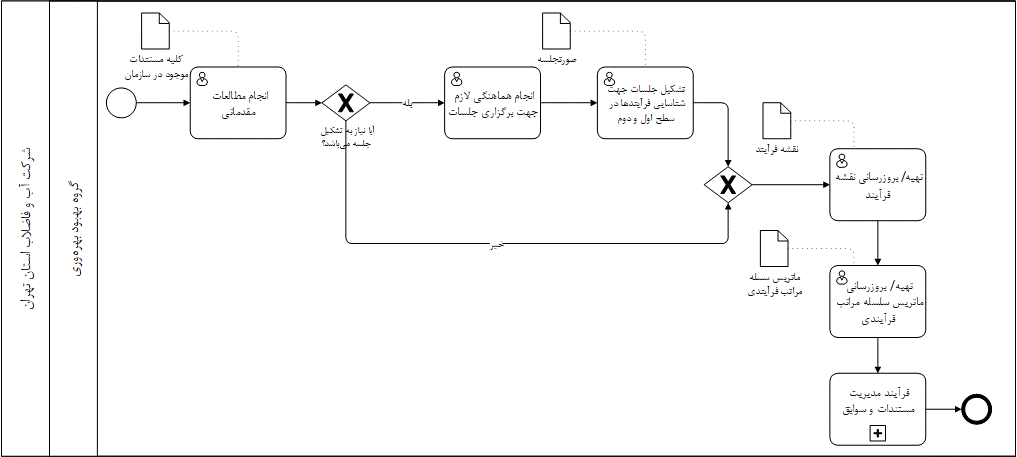 شرکت آب و فاضلاب استان تهران
گروه بهبود بهره‌وری
کلیه مستندات
موجود در سازمان
انجام مطالعات
مقدماتی
آیا نیاز به تشکیل
جلسه می‌باشد؟
بله
خیر
انجام هماهنگی لازم
جهت برگزاری جلسات
صورتجلسه
تشکیل جلسات جهت
شناسایی فرآیندها در
سطح اول و دوم
نقشه فرآیند
تهیه/ بروزرسانی نقشه
فرآیند
ماتریس سسله
مراتب فرآیندی
تهیه/ بروزرسانی
ماتریس سلسله مراتب
فرآیندی
فرآیند مدیریت
مستندات و سوابق